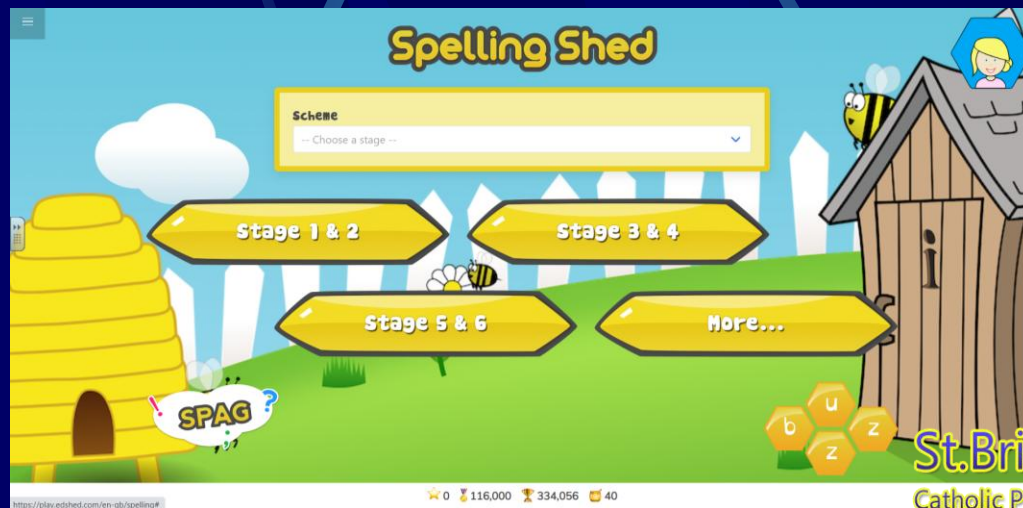 Spelling Shed
Scheme
-- Choose a stage --
Stage 1 & 2
Stage 3 & 4
i
Stage 5 & 6
More...
! SPAG ? ;
b u z z
0 116,000 334,056 40
https://play.edshed.com/en-gb/spelling#
St.Bri
Catholic P